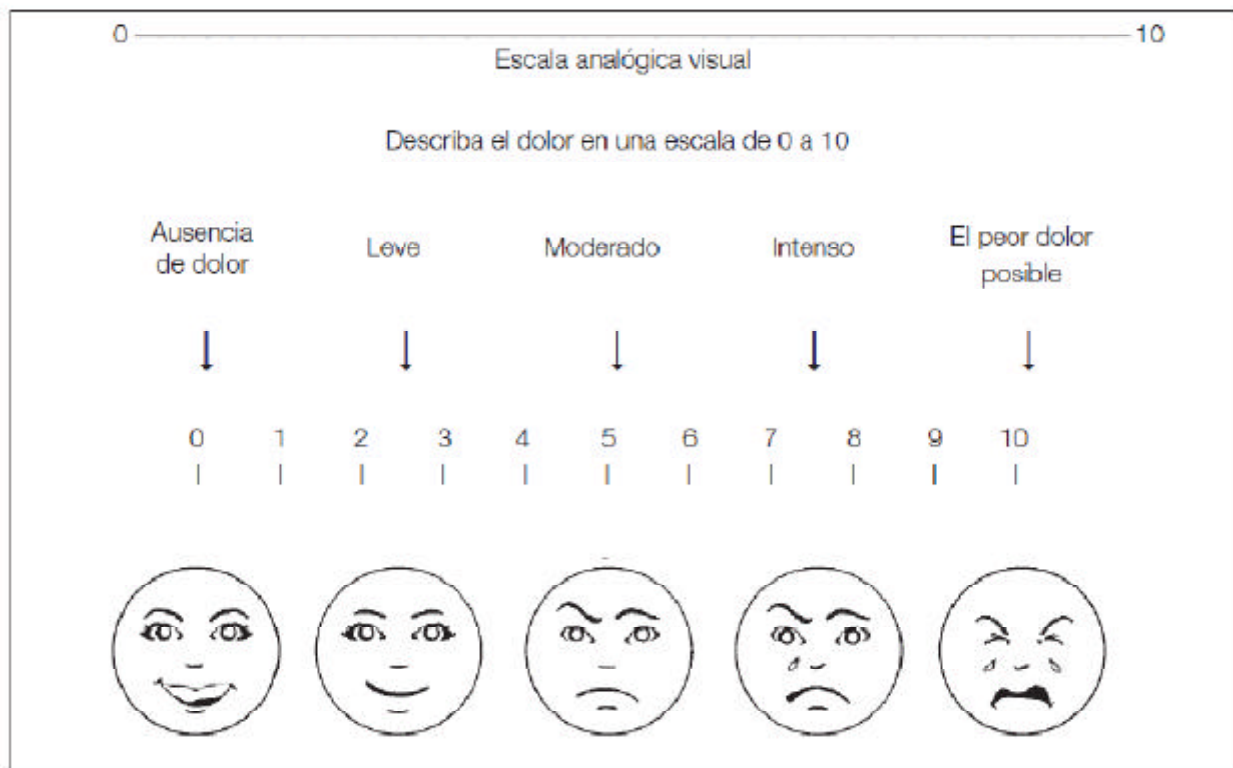 0 10
Escala analógica visual
Describa el dolor en una escala de 0 a 10
Ausencia
de dolor
Leve
Moderado
Intenso
El peor dolor
posible
0 1 2 3 4 5 6 7 8 9 10